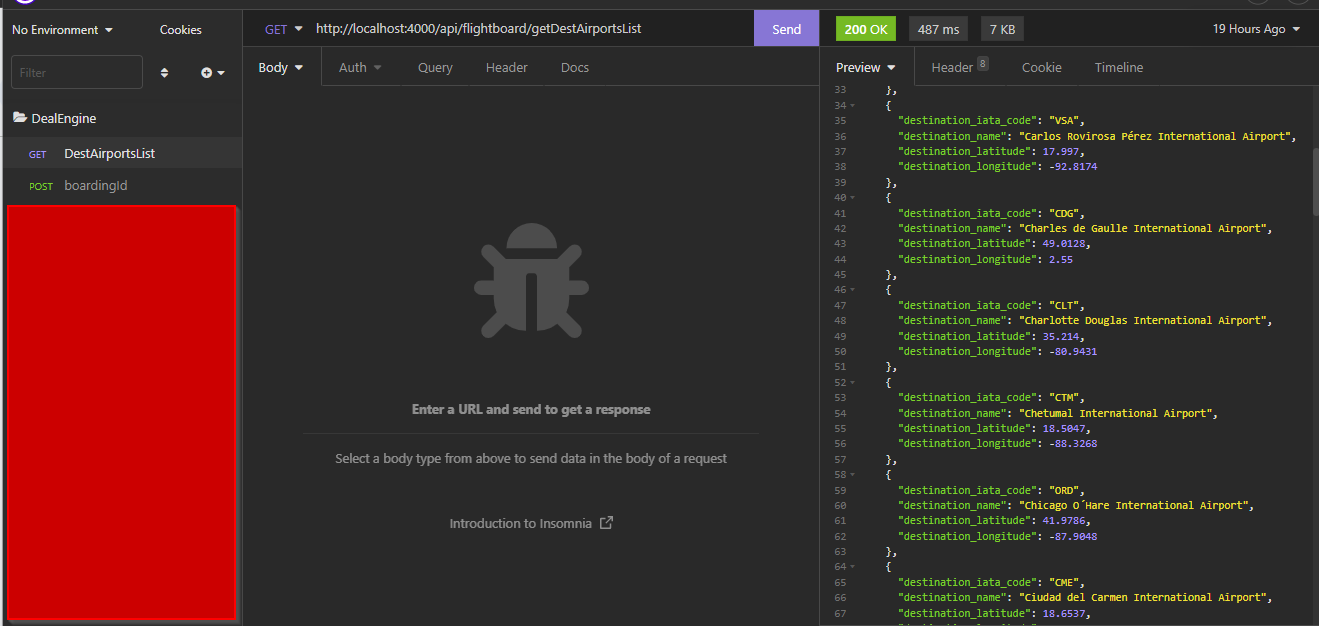 No Environment
Cookies
GET
http://localhost:4000/api/flightboard/getDestAirportsList
Send
200 OK
487 ms
7 KB
19 Hours Ago
Filter
Body
Auth
Query
Header
Docs
Preview
Header 8
Cookie
Timeline
DealEngine
GET DestAirportsList
POST boardingId
Enter a URL and send to get a response
Select a body type from above to send data in the body of a request
Introduction to Insomnia
33 },
34 {
35 "destination_iata_code": "VSA",
36 "destination_name": "Carlos Rovirosa Pérez International Airport",
37 "destination_latitude": 17.997,
38 "destination_longitude": -92.8174
39 },
40 {
41 "destination_iata_code": "CDG",
42 "destination_name": "Charles de Gaulle International Airport",
43 "destination_latitude": 49.0128,
44 "destination_longitude": 2.55
45 },
46 {
47 "destination_iata_code": "CLT",
48 "destination_name": "Charlotte Douglas International Airport",
49 "destination_latitude": 35.214,
50 "destination_longitude": -80.9431
51 },
52 {
53 "destination_iata_code": "CTM",
54 "destination_name": "Chetumal International Airport",
55 "destination_latitude": 18.5047,
56 "destination_longitude": -88.3268
57 },
58 {
59 "destination_iata_code": "ORD",
60 "destination_name": "Chicago O´Hare International Airport",
61 "destination_latitude": 41.9786,
62 "destination_longitude": -87.9048
63 },
64 {
65 "destination_iata_code": "CME",
66 "destination_name": "Ciudad del Carmen International Airport",
67 "destination_latitude": 18.6537,